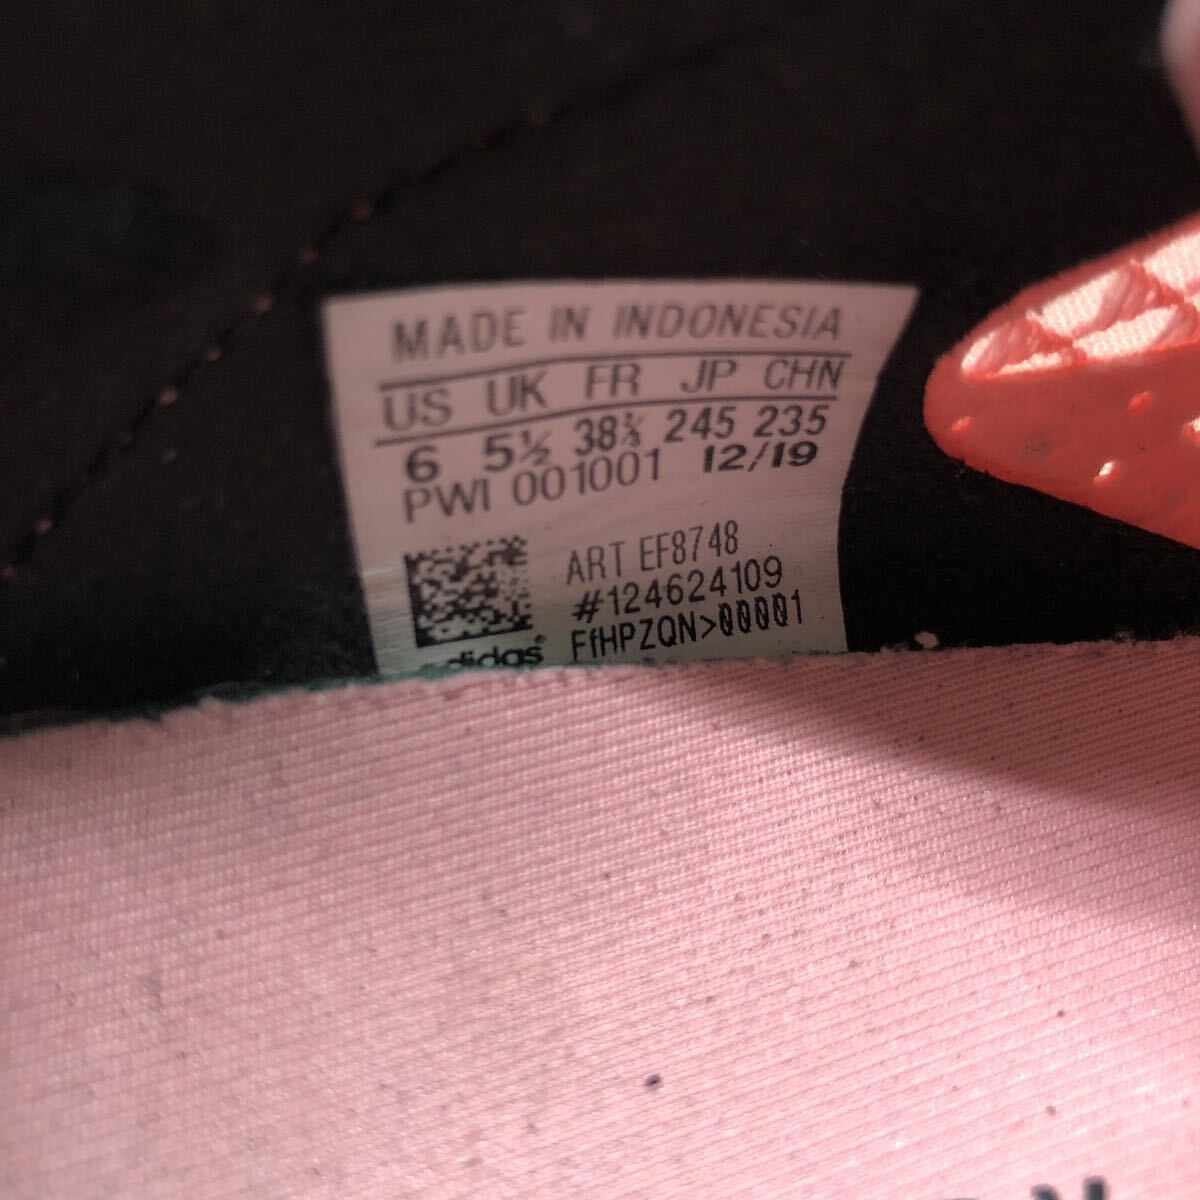 MADE IN INDONESIA
US UK FR JP CHN
6 5½ 38⅔ 245 235
PWI 001001 12/19
ART EF8748
#124624109
FfHPZQN>00001
adidas®